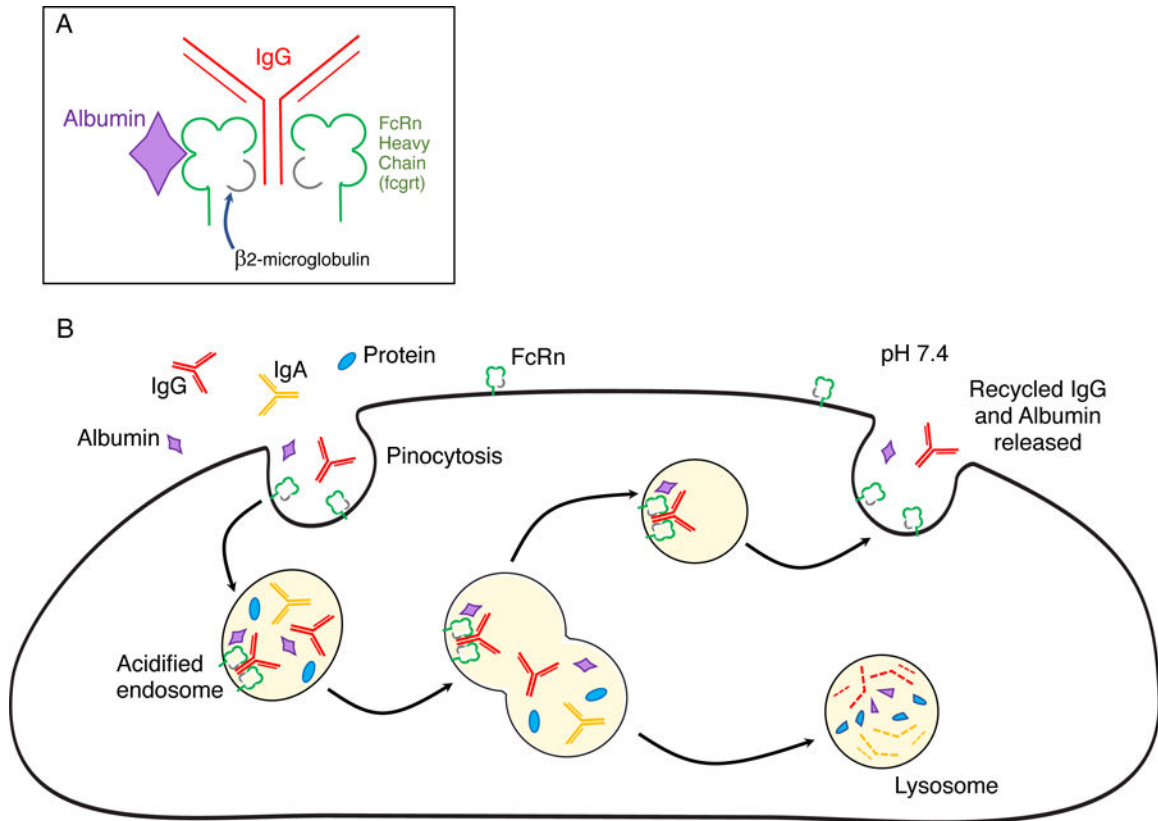 A
IgG
Albumin
FcRn
Heavy
Chain
(fcgrt)
β2-microglobulin
B
IgG
IgA
Protein
FcRn
pH 7.4
Albumin
Pinocytosis
Recycled IgG
and Albumin
released
Acidified
endosome
Lysosome